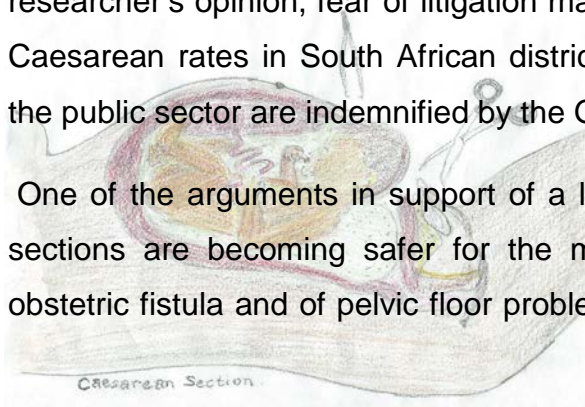 researcher's opinion, fear of litigation ma
Caesarean rates in South African distric
the public sector are indemnified by the
One of the arguments in support of a l
sections are becoming safer for the m
obstetric fistula and of pelvic floor proble
Caesarean Section